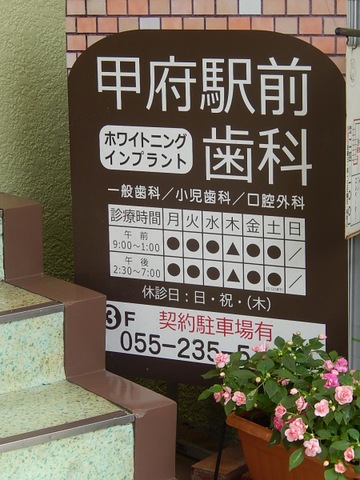 甲府駅前
ホワイトニング
インプラント
歯科
一般歯科／小児歯科／口腔外科
診療時間 月 火 水 木 金 土 日
午前
9:00〜1:00 ● ● ● ▲ ● ● ／
午後
2:30〜7:00 ● ● ● ▲ ● ● ／
休診日：日・祝・(木)
3F 契約駐車場有
055-235-5